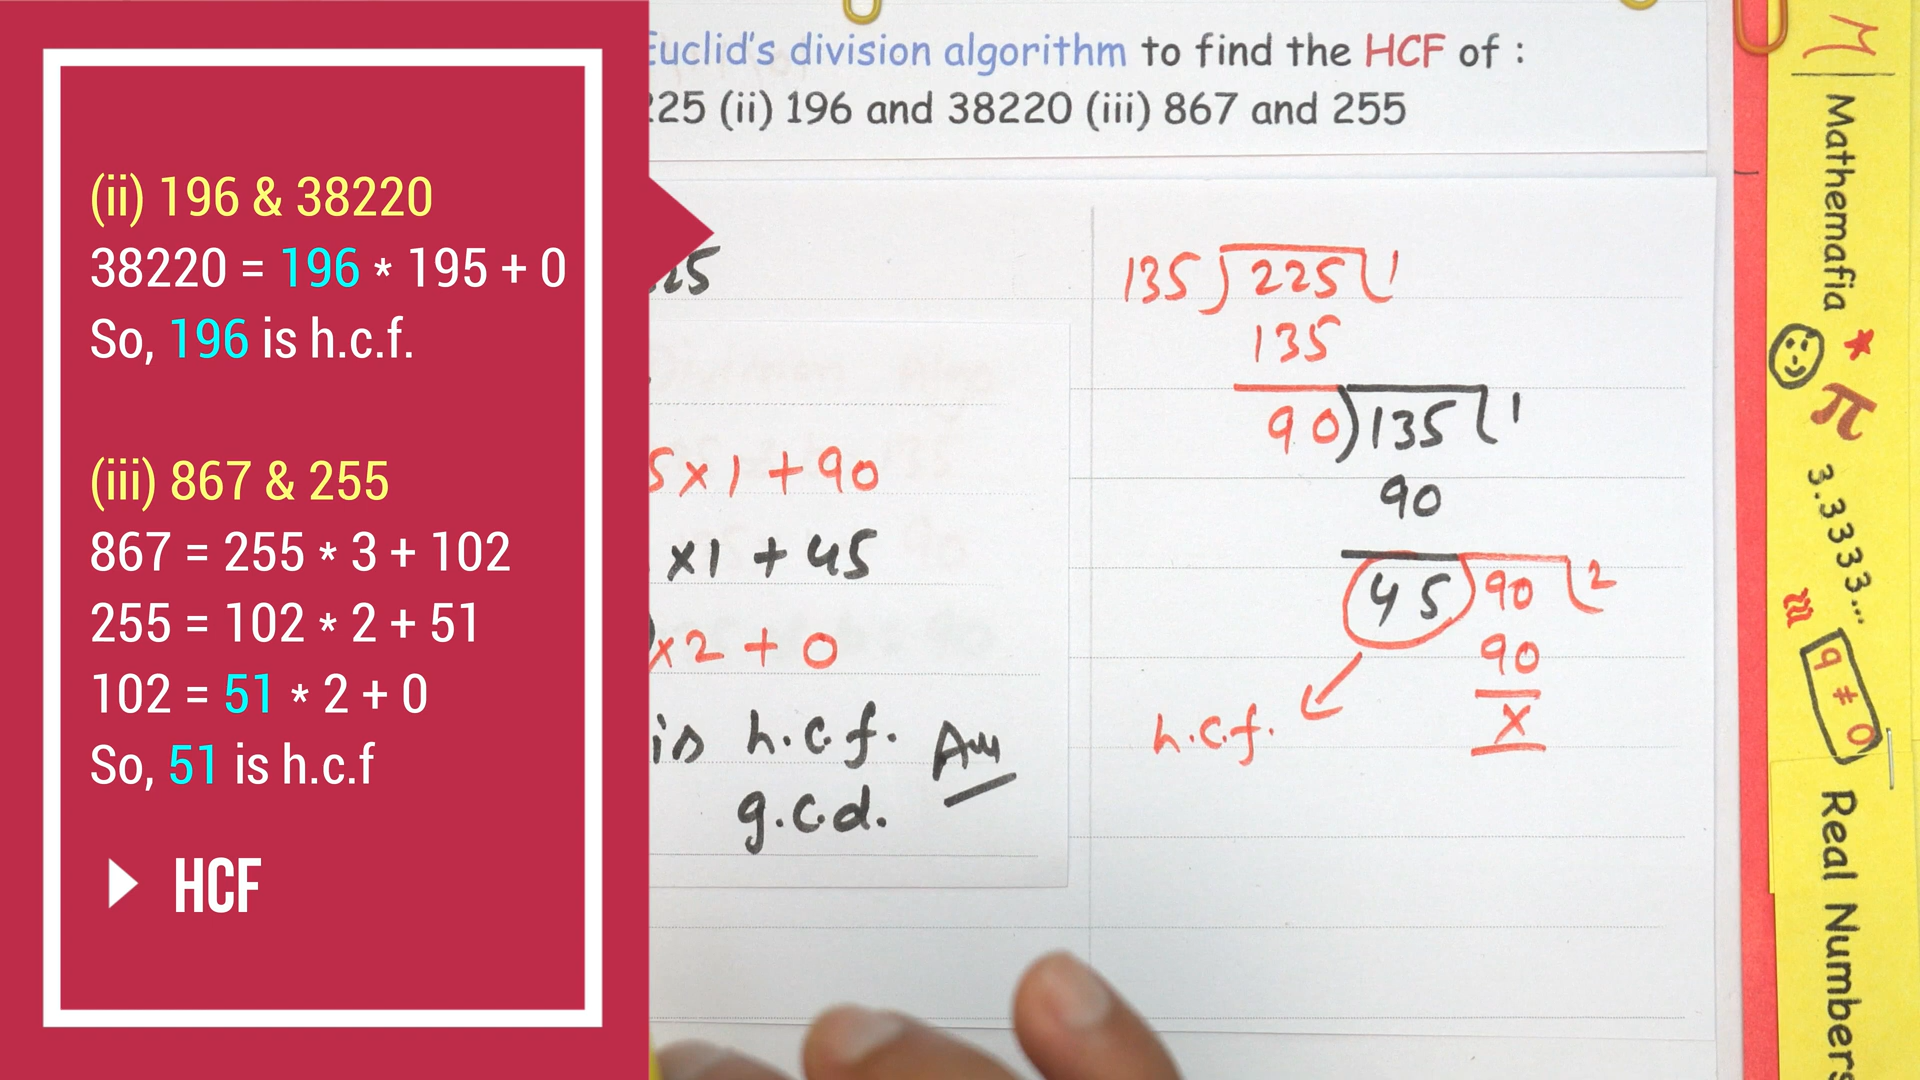 (ii) 196 & 38220
38220 = 196 * 195 + 0
So, 196 is h.c.f.
(iii) 867 & 255
867 = 255 * 3 + 102
255 = 102 * 2 + 51
102 = 51 * 2 + 0
So, 51 is h.c.f
HCF
Euclid's division algorithm to find the HCF of :
225 (ii) 196 and 38220 (iii) 867 and 255
25
5 x 1 + 90
x 1 + 45
x 2 + 0
is h.c.f. Ans
g.c.d.
135 ) 225 ( 1
135
90 ) 135 ( 1
90
45 ) 90 ( 2
90
x
h.c.f.
M | Mathemafia
π 3.3333...
q ≠ 0
Real Numbers